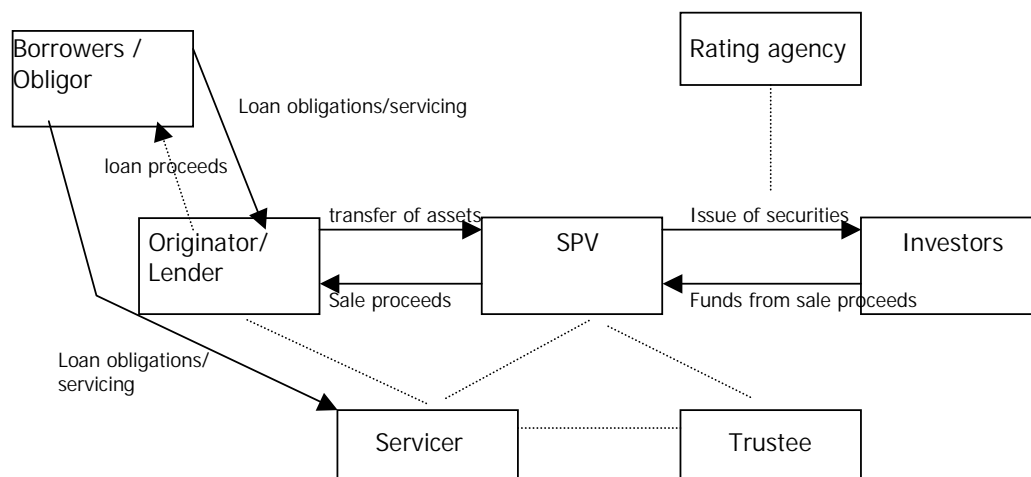 Borrowers /
Obligor
Rating agency
Loan obligations/servicing
loan proceeds
transfer of assets
Issue of securities
Originator/
Lender
SPV
Investors
Sale proceeds
Funds from sale proceeds
Loan obligations/
servicing
Servicer
Trustee